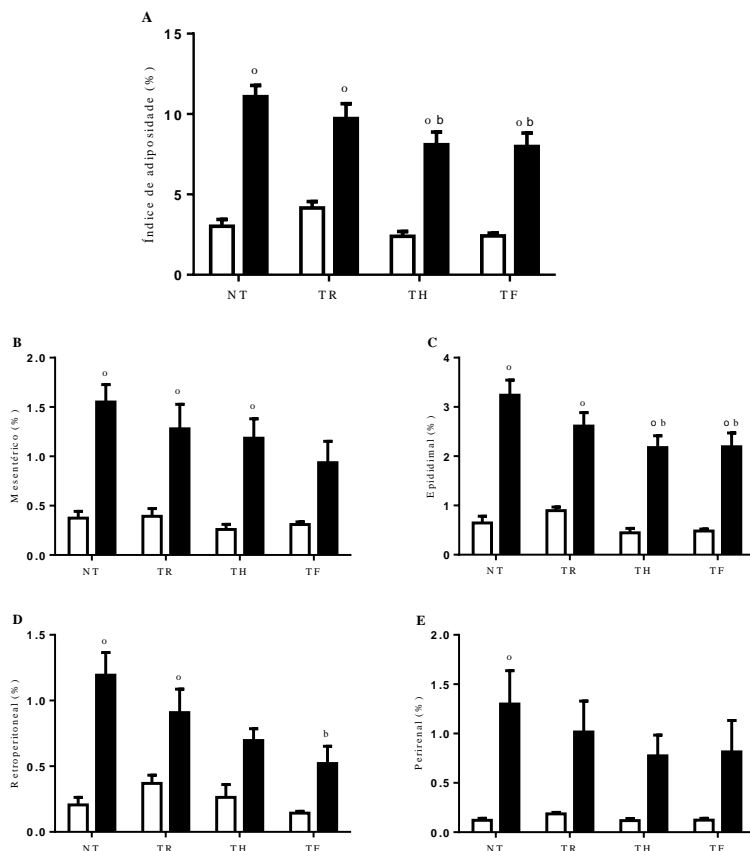 A
Índice de adiposidade (%)
15
10
5
0
o
o
o b
o b
NT TR TH TF
B
Mesentérico (%)
2.0
1.5
1.0
0.5
0.0
o
o
o
NT TR TH TF
C
Epididimal (%)
4
3
2
1
0
o
o
o b
o b
NT TR TH TF
D
Retroperitoneal (%)
1.5
1.0
0.5
0.0
o
o
b
NT TR TH TF
E
Perirenal (%)
2.0
1.5
1.0
0.5
0.0
o
NT TR TH TF